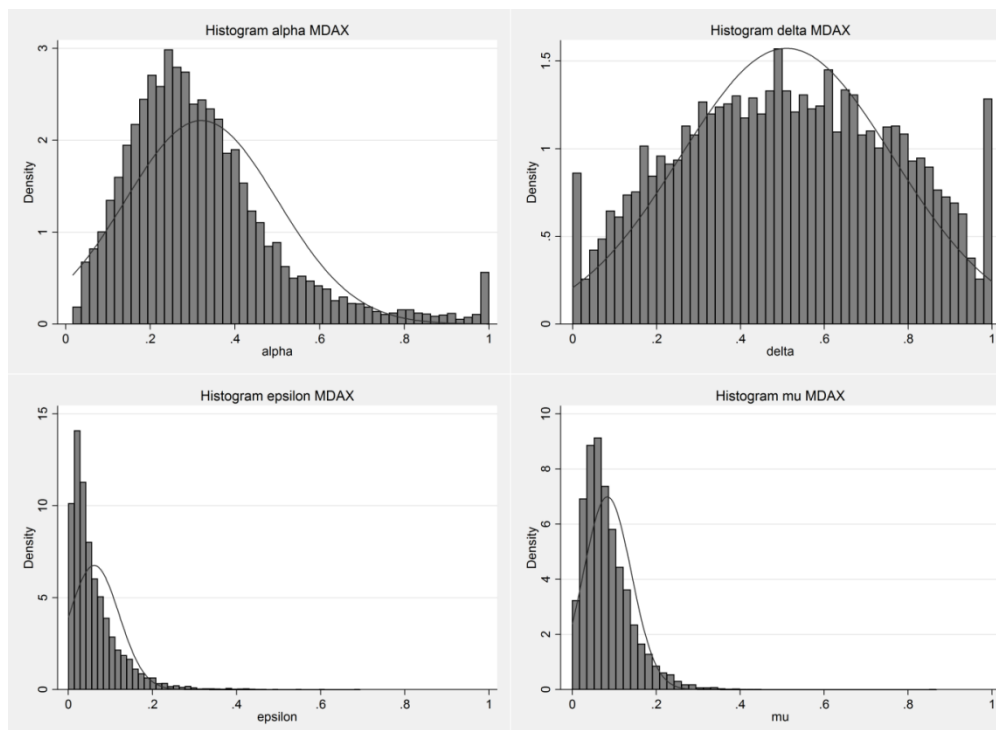 Histogram alpha MDAX
Density
3
2
1
0
0 .2 .4 .6 .8 1
alpha
Histogram delta MDAX
Density
1.5
1
.5
0
0 .2 .4 .6 .8 1
delta
Histogram epsilon MDAX
Density
15
10
5
0
0 .2 .4 .6 .8 1
epsilon
Histogram mu MDAX
Density
10
8
6
4
2
0
0 .2 .4 .6 .8 1
mu